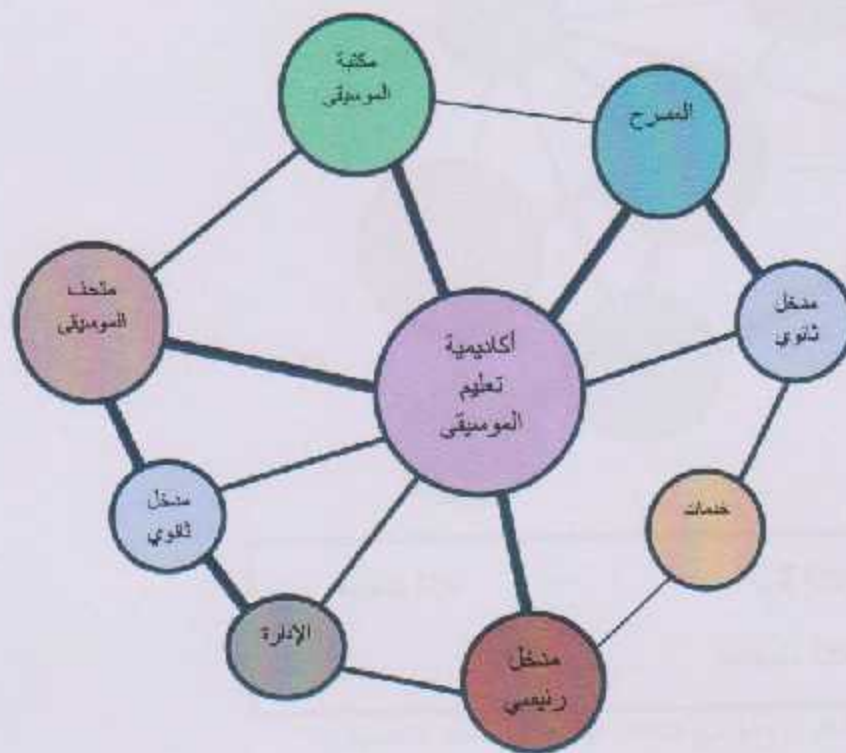 مكتبة
الموسيقى
المسرح
متحف
الموسيقى
أكاديمية
تعليم
الموسيقى
مدخل
ثانوي
مدخل
ثانوي
خدمات
الإدارة
مدخل
رئيسي